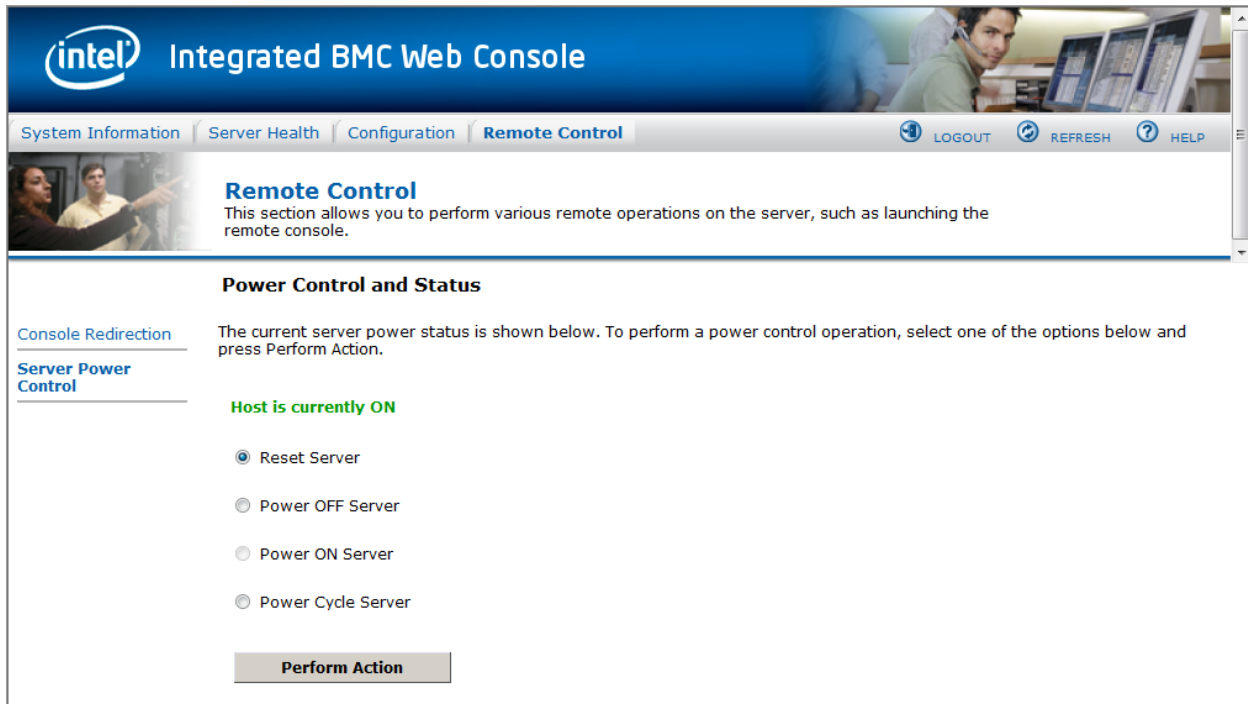 intel
Integrated BMC Web Console
System Information
Server Health
Configuration
Remote Control
LOGOUT
REFRESH
HELP
Remote Control
This section allows you to perform various remote operations on the server, such as launching the
remote console.
Console Redirection
Server Power
Control
Power Control and Status
The current server power status is shown below. To perform a power control operation, select one of the options below and
press Perform Action.
Host is currently ON
Reset Server
Power OFF Server
Power ON Server
Power Cycle Server
Perform Action